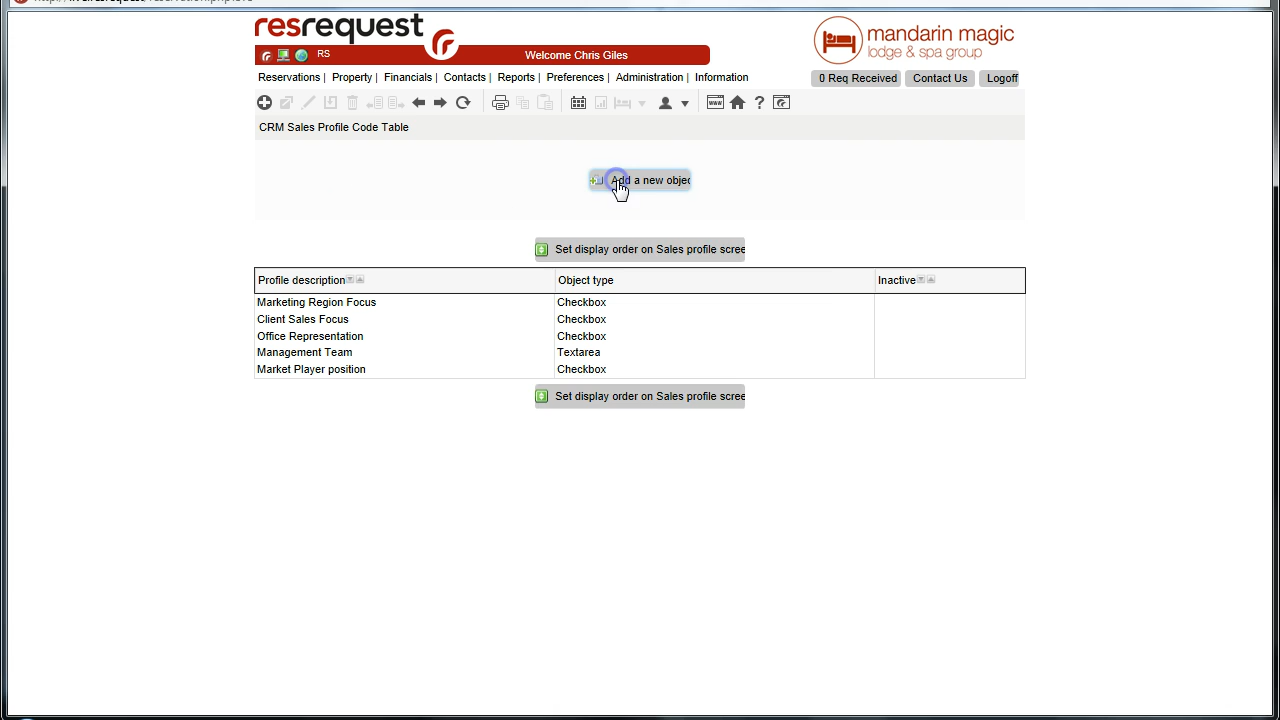 resrequest
mandarin magic
lodge & spa group
RS
Welcome Chris Giles
Reservations | Property | Financials | Contacts | Reports | Preferences | Administration | Information
0 Req Received
Contact Us
Logoff
www
CRM Sales Profile Code Table
Add a new objec
Set display order on Sales profile scree
Profile description Object type Inactive
Marketing Region Focus Checkbox
Client Sales Focus Checkbox
Office Representation Checkbox
Management Team Textarea
Market Player position Checkbox
Set display order on Sales profile scree